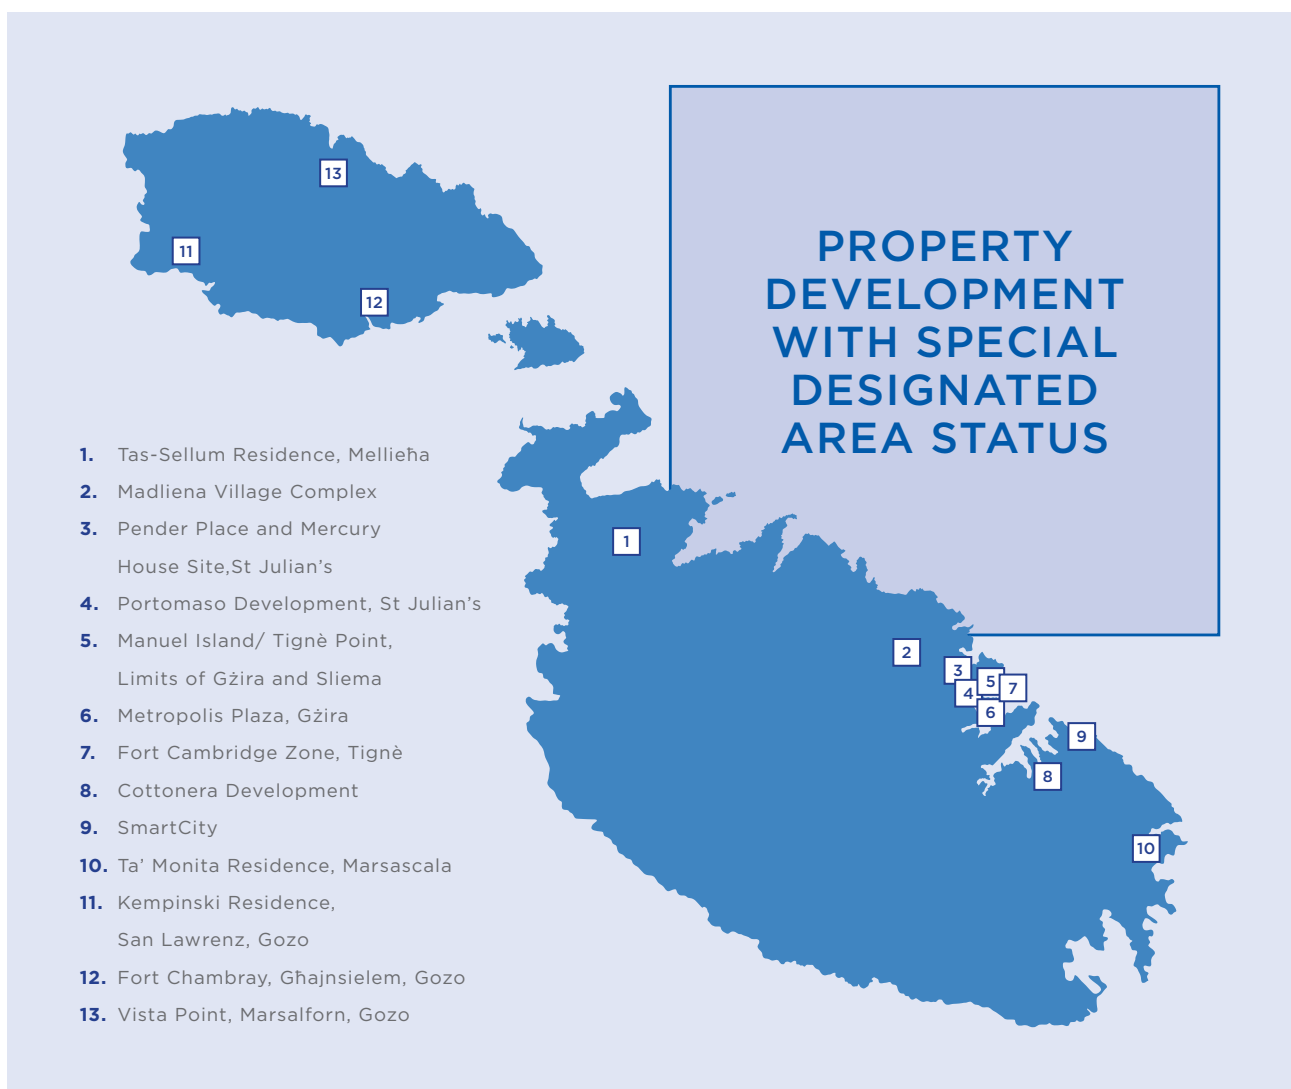 PROPERTY
DEVELOPMENT
WITH SPECIAL
DESIGNATED
AREA STATUS
13
11
12
1
2
3
5
7
4
6
9
8
10
1. Tas-Sellum Residence, Mellieħa
2. Madliena Village Complex
3. Pender Place and Mercury
House Site,St Julian’s
4. Portomaso Development, St Julian’s
5. Manuel Island/ Tignè Point,
Limits of Gżira and Sliema
6. Metropolis Plaza, Gżira
7. Fort Cambridge Zone, Tignè
8. Cottonera Development
9. SmartCity
10. Ta’ Monita Residence, Marsascala
11. Kempinski Residence,
San Lawrenz, Gozo
12. Fort Chambray, Għajnsielem, Gozo
13. Vista Point, Marsalforn, Gozo